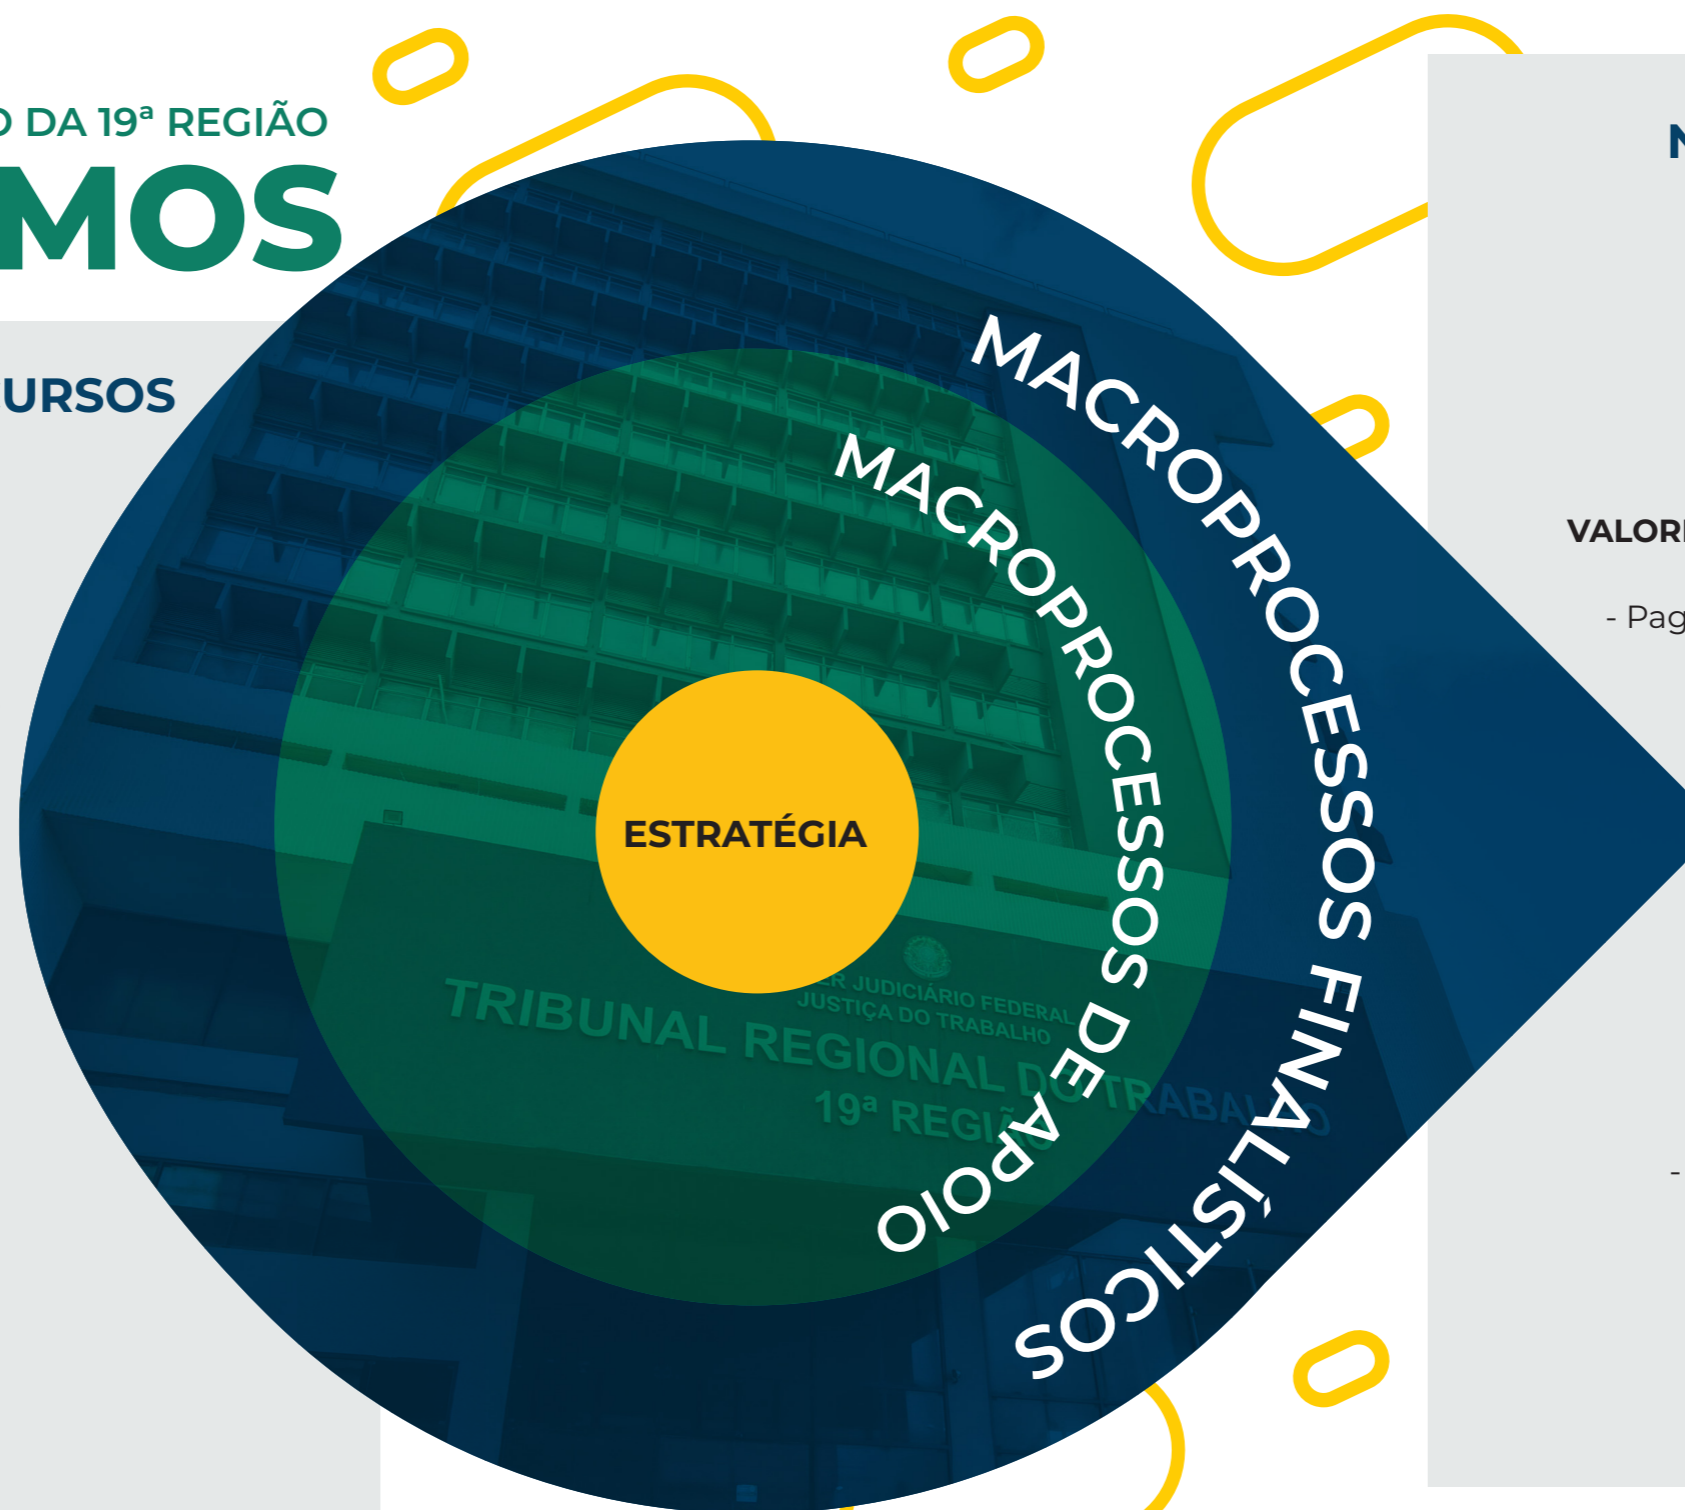 DA 19ª REGIÃO
MOS
URSOS
MACROPROCESSOS FINALÍSTICOS
MACROPROCESSOS DE APOIO
ESTRATÉGIA
JUDICIÁRIO FEDERAL
JUSTIÇA DO TRABALHO
TRIBUNAL REGIONAL DO TRABALHO
19ª REGIÃO
N
VALOR
- Pag
-